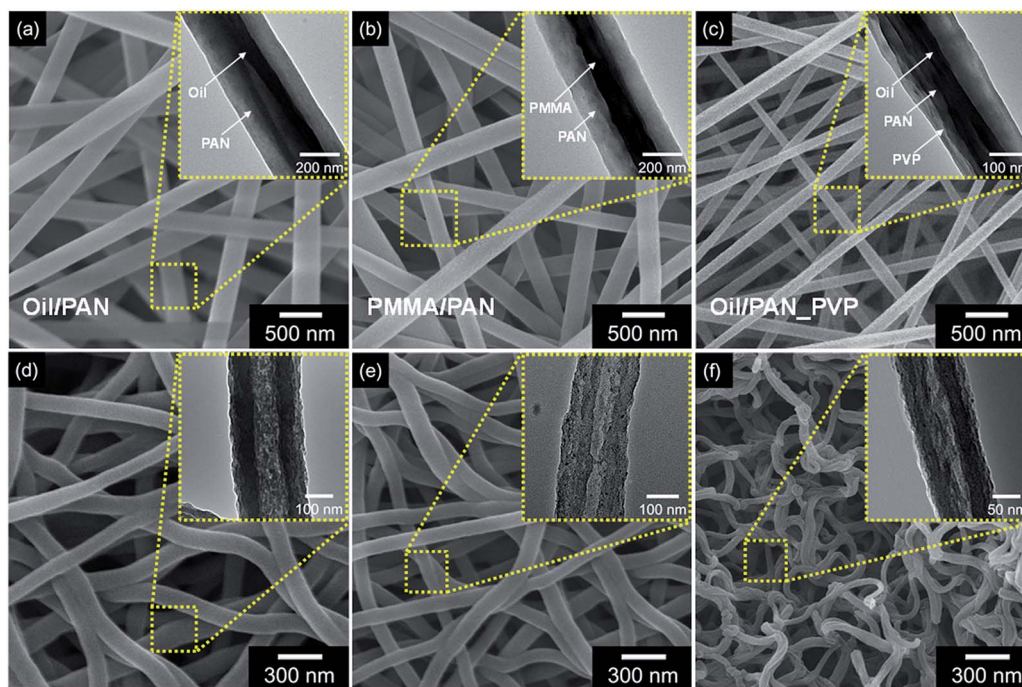 (a)
Oil
PAN
200 nm
Oil/PAN
500 nm
(b)
PMMA
PAN
200 nm
PMMA/PAN
500 nm
(c)
Oil
PAN
PVP
100 nm
Oil/PAN_PVP
500 nm
(d)
100 nm
300 nm
(e)
100 nm
300 nm
(f)
50 nm
300 nm